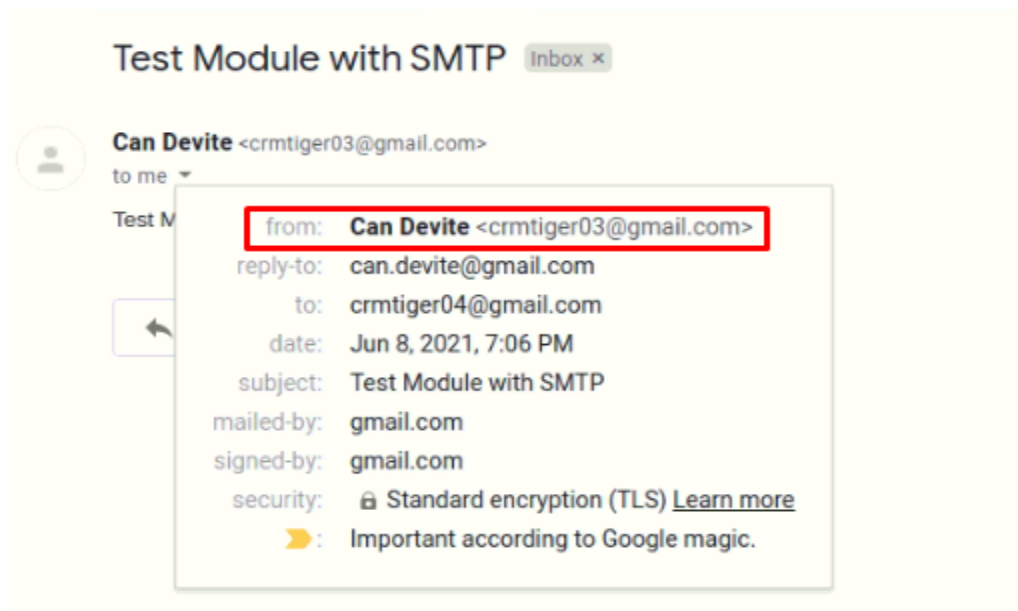 Test Module with SMTP Inbox ×
Can Devite <crmtiger03@gmail.com>
to me
Test M
from: Can Devite <crmtiger03@gmail.com>
reply-to: can.devite@gmail.com
to: crmtiger04@gmail.com
date: Jun 8, 2021, 7:06 PM
subject: Test Module with SMTP
mailed-by: gmail.com
signed-by: gmail.com
security: Standard encryption (TLS) Learn more
: Important according to Google magic.